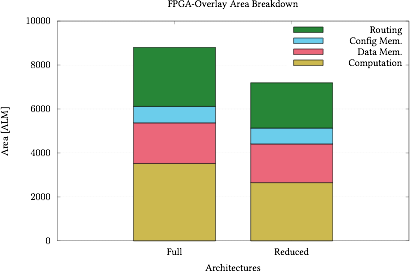 FPGA-Overlay Area Breakdown
10000
8000
6000
4000
2000
0
Area [ALM]
Routing
Config Mem.
Data Mem.
Computation
Full
Reduced
Architectures